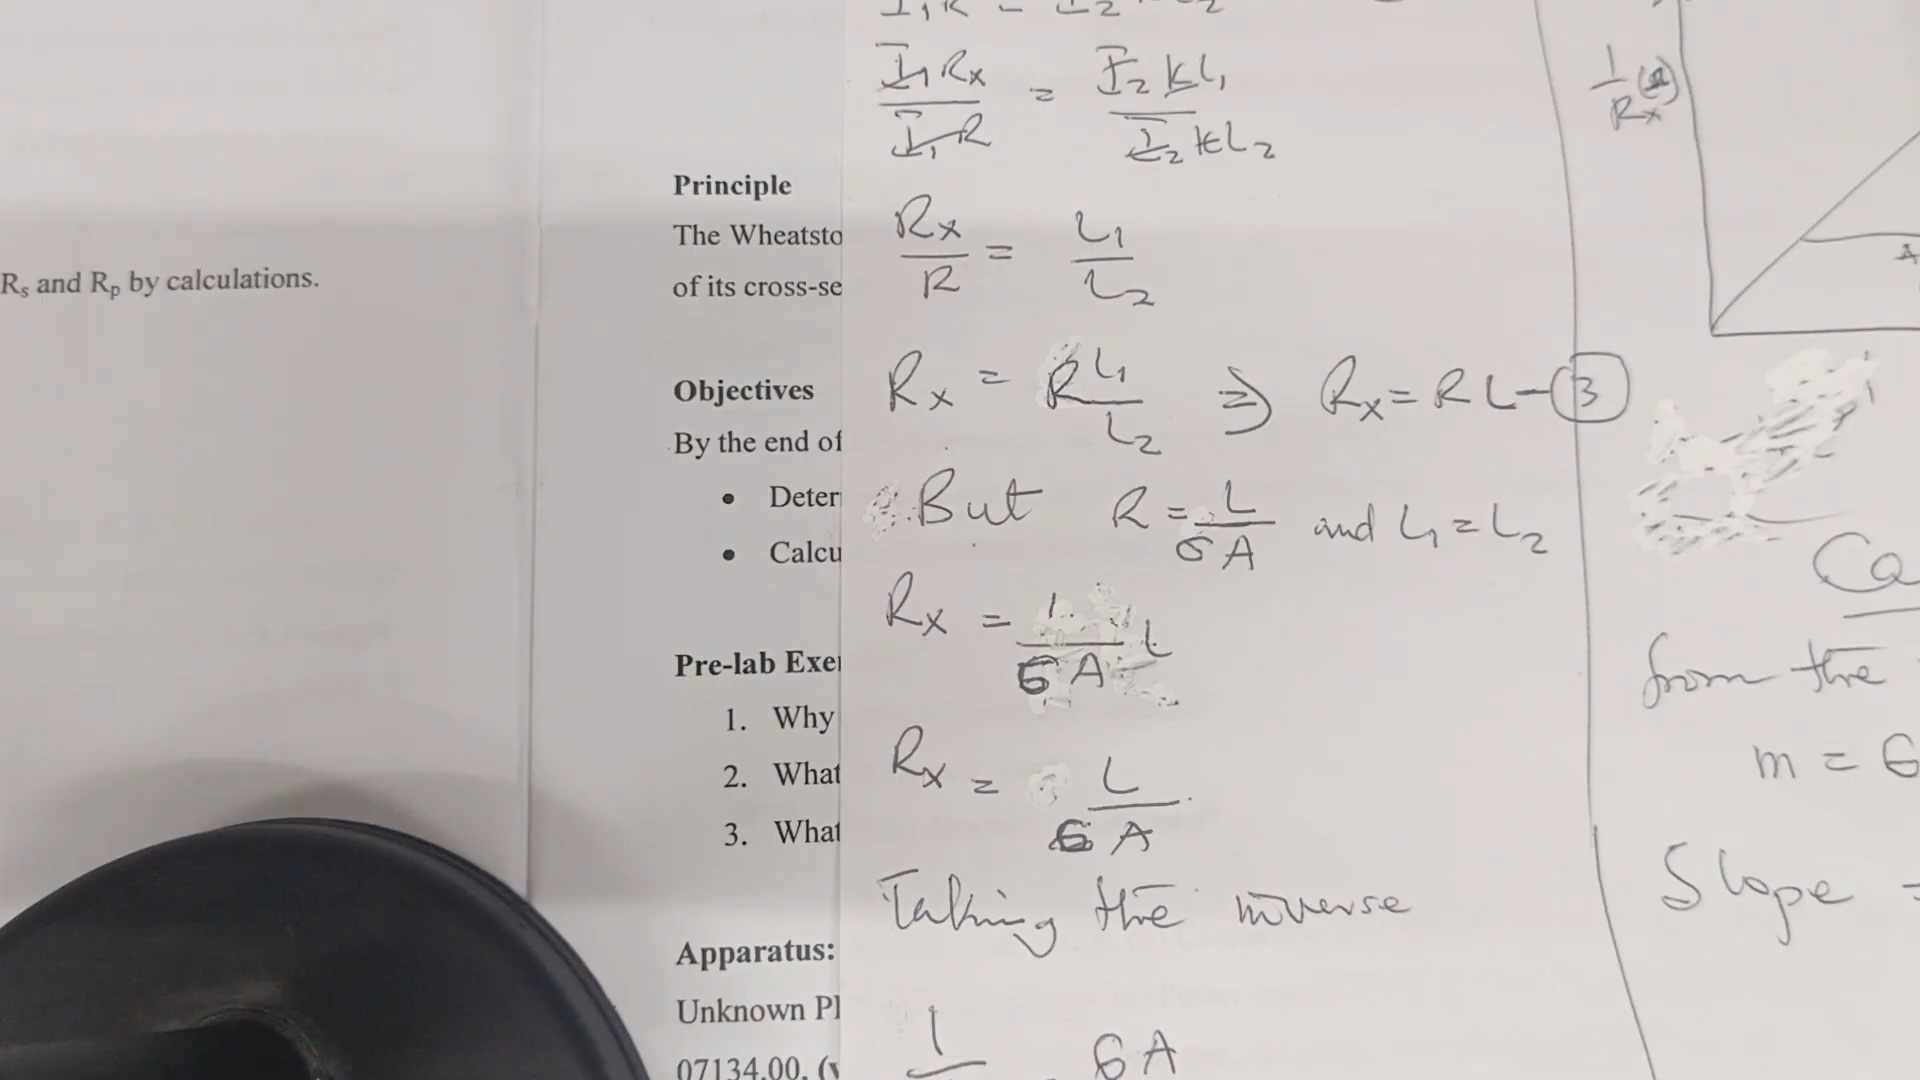 R_s and R_p by calculations.
Principle
The Wheatsto
of its cross-se
Objectives
By the end of
• Deter
• Calcu
Pre-lab Exe
1. Why
2. What
3. What
Apparatus:
Unknown Pl
07134.00, (
I₁Rx / I₁R = I₂kL₁ / I₂kL₂
Rx / R = L₁ / L₂
Rx = R L₁ / L₂ ⇒ Rx = RL — ③
But R = L / σA and L₁ = L₂
Rx = 1 / σA L
Rx = L / σA
Taking the inverse
1
σA
1 / Rx
A
Ca
from the
m = σ
Slope =